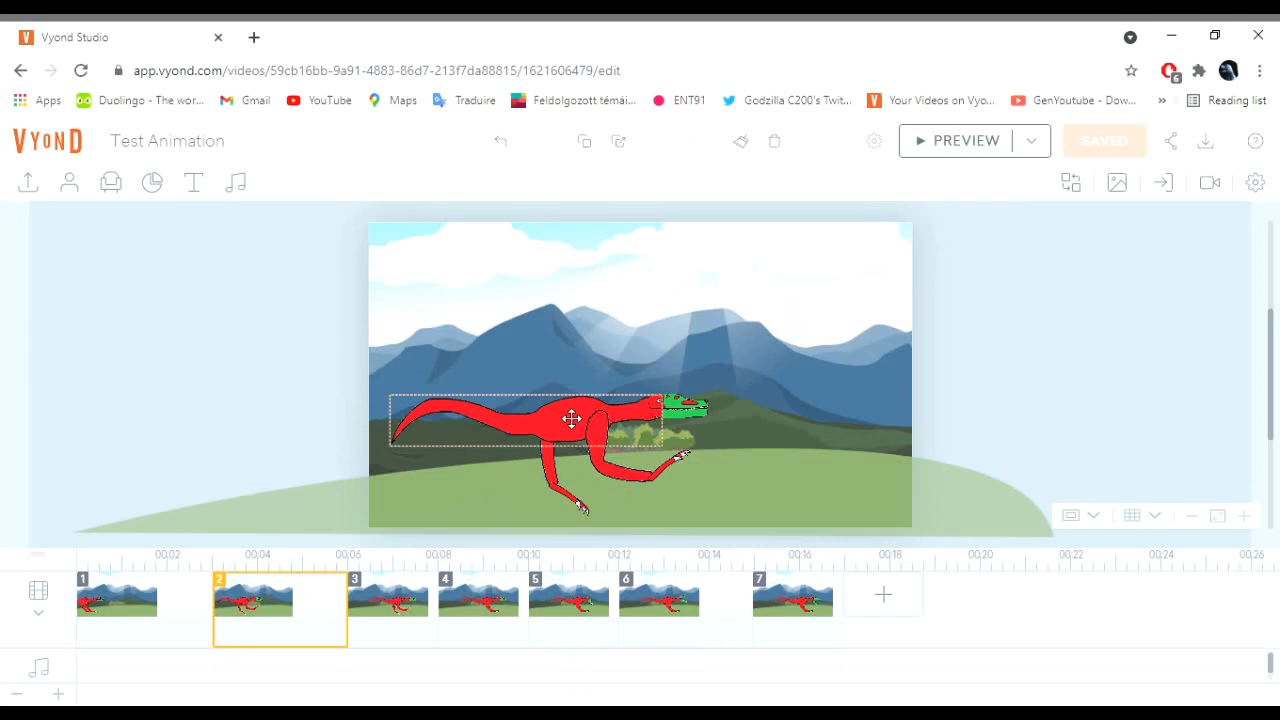 Vyond Studio
app.vyond.com/videos/59cb16bb-9a91-4883-86d7-213f7da88815/1621606479/edit
6
Apps Duolingo - The wor... Gmail YouTube Maps Traduire Feldolgozott témái... ENT91 Godzilla C200's Twit... Your Videos on Vyo... GenYoutube - Dow... » Reading list
VYOND Test Animation PREVIEW SAVED
00:02 00:04 00:06 00:08 00:10 00:12 00:14 00:16 00:18 00:20 00:22 00:24 00:26
1 2 3 4 5 6 7